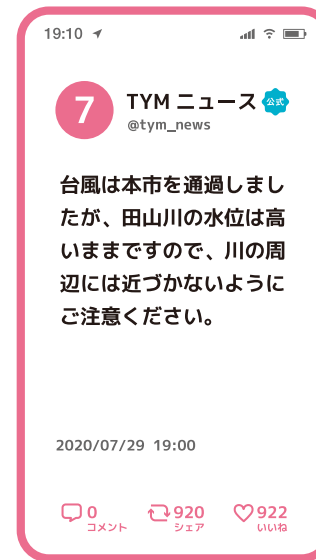 19:10
7
TYM ニュース 公式
@tym_news
台風は本市を通過しまし
たが、田山川の水位は高
いままですので、川の周
辺には近づかないように
ご注意ください。
2020/07/29 19:00
0 920 922
コメント シェア いいね